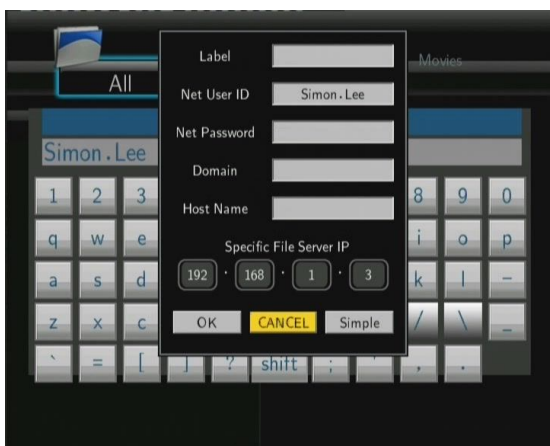 Movies
All
Label
Net User ID Simon.Lee
Net Password
Domain
Host Name
Specific File Server IP
192 . 168 . 1 . 3
OK CANCEL Simple
Simon.Lee
1 2 3 8 9 0
q w e i o p
a s d k l -
z x c / \ _
` = [ ] ? shift ; ' , .